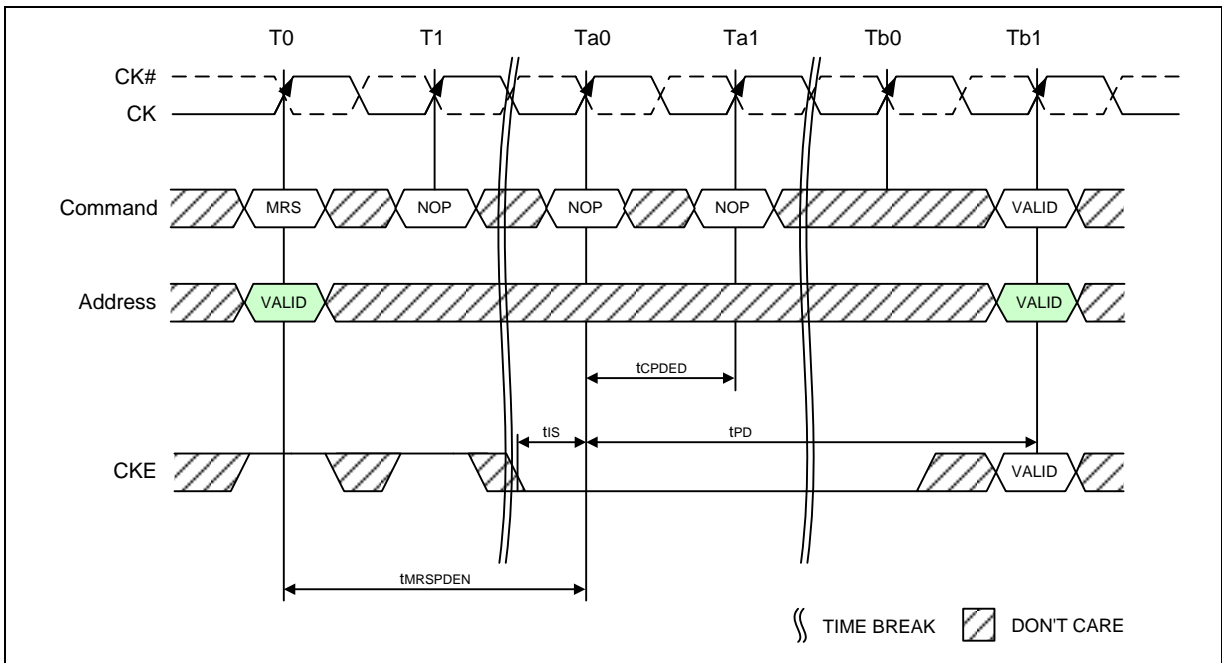 T0 T1 Ta0 Ta1 Tb0 Tb1
CK#
CK
Command MRS NOP NOP NOP VALID
Address VALID VALID
tCPDED
tIS tPD
CKE VALID
tMRSPDEN
TIME BREAK DON'T CARE